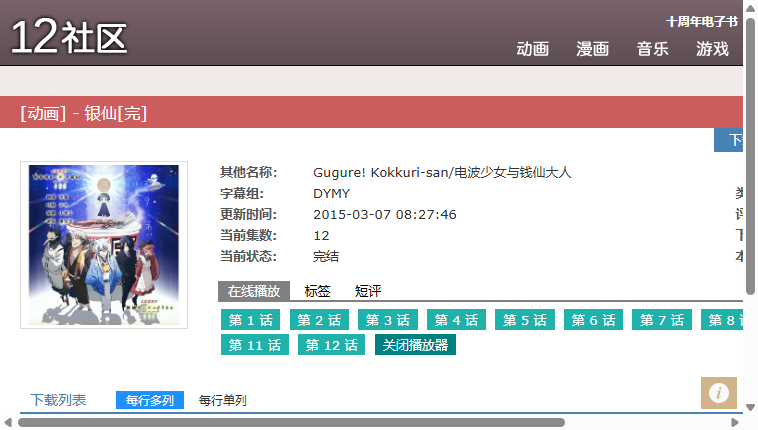 十周年电子书
12社区
动画 漫画 音乐 游戏
[动画] - 银仙[完]
其他名称: Gugure! Kokkuri-san/电波少女与钱仙大人
字幕组: DYMY
更新时间: 2015-03-07 08:27:46
当前集数: 12
当前状态: 完结
在线播放 标签 短评
第 1 话 第 2 话 第 3 话 第 4 话 第 5 话 第 6 话 第 7 话 第 8
第 11 话 第 12 话 关闭播放器
下载列表 每行多列 每行单列